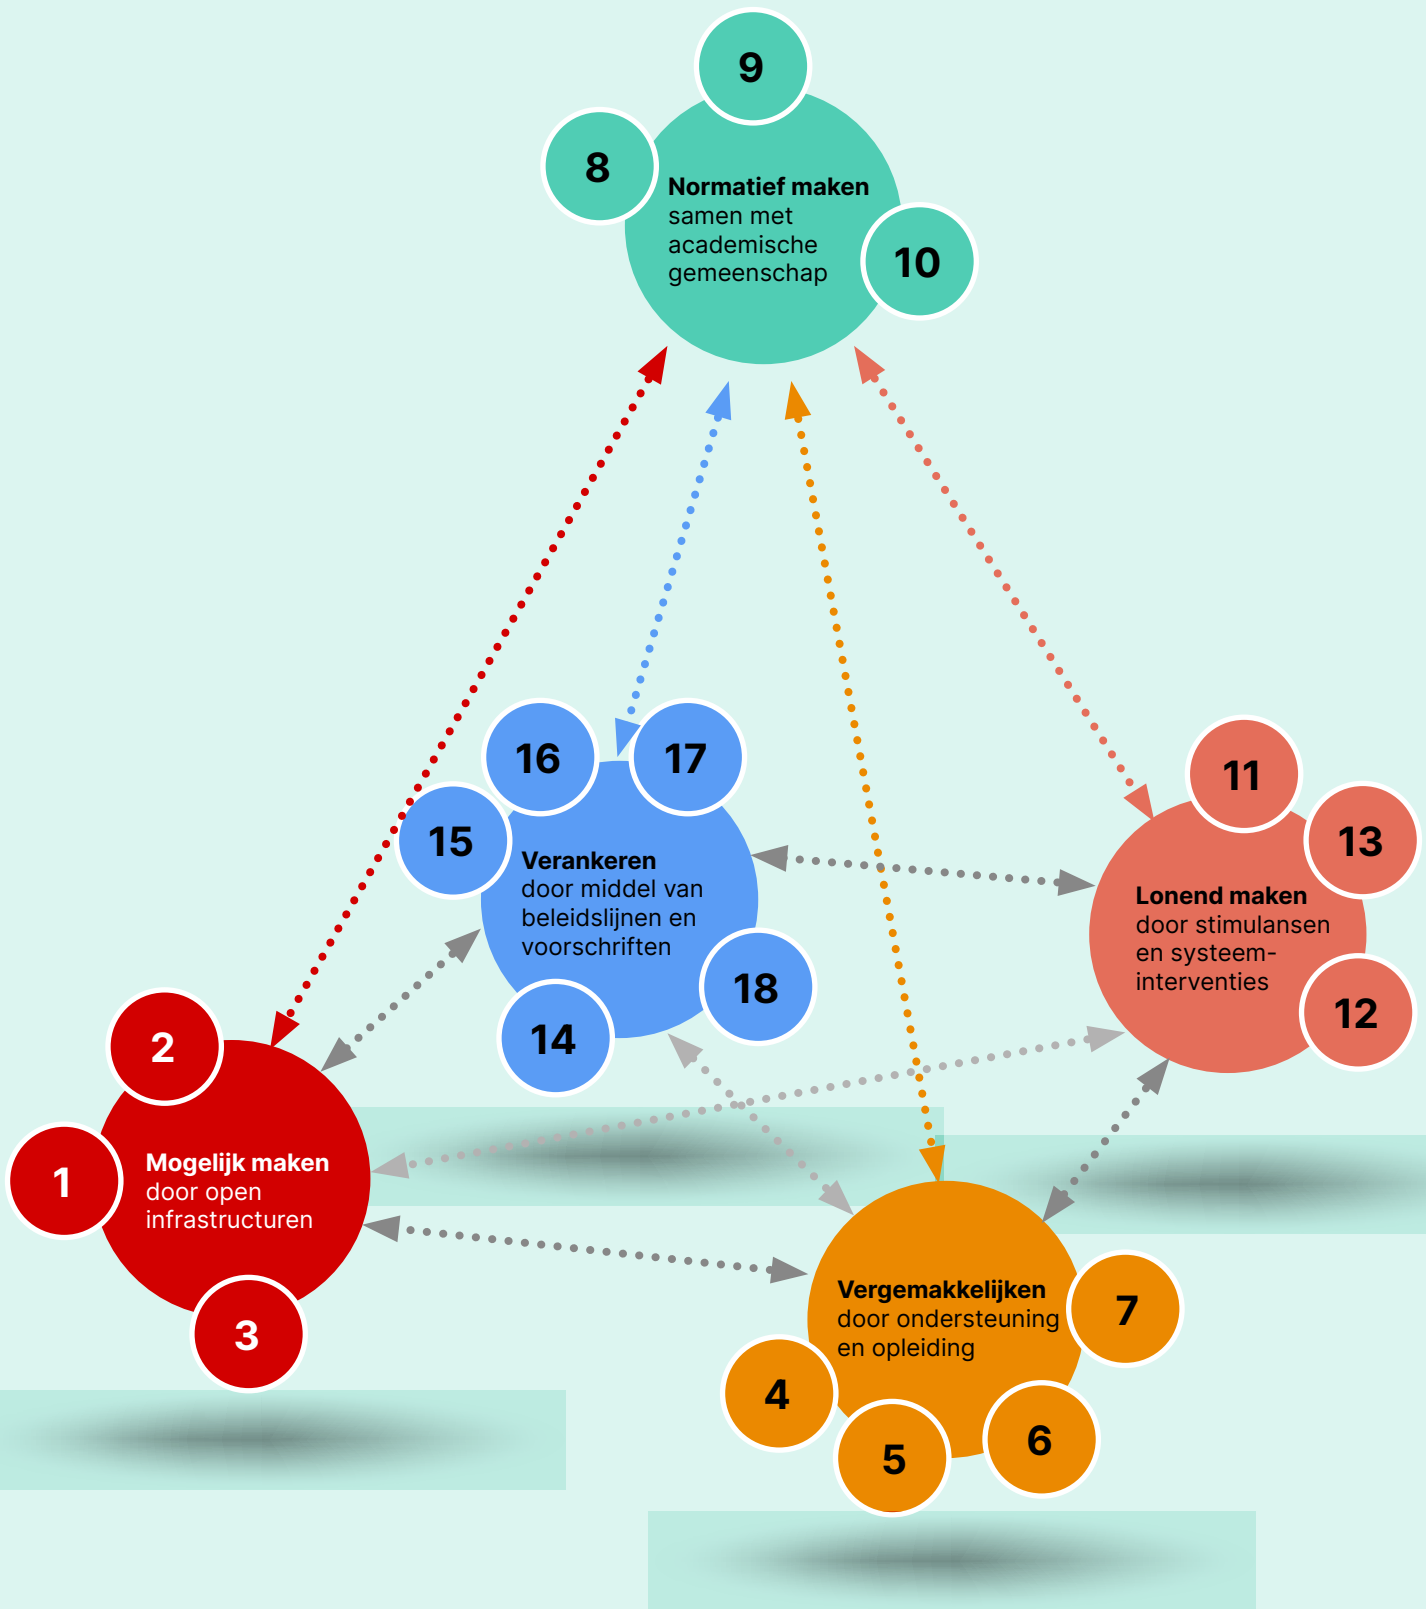 9
8
Normatief maken
samen met
academische
gemeenschap
10
16
17
15
Verankeren
door middel van
beleidslijnen en
voorschriften
18
14
11
13
Lonend maken
door stimulansen
en systeem-
interventies
12
2
1
Mogelijk maken
door open
infrastructuren
3
Vergemakkelijken
door ondersteuning
en opleiding
7
4
5
6